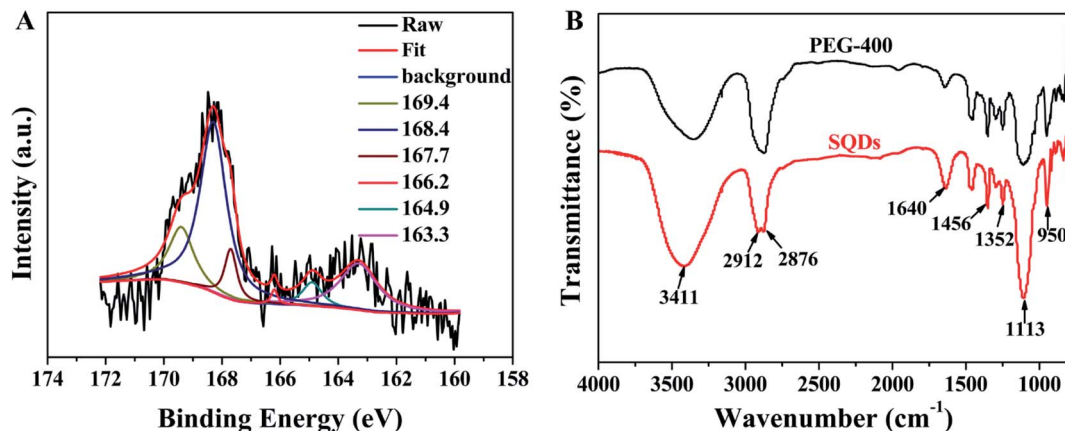 A
Raw
Fit
background
169.4
168.4
167.7
166.2
164.9
163.3
Intensity (a.u.)
174 172 170 168 166 164 162 160 158
Binding Energy (eV)
B
PEG-400
SQDs
Transmittance (%)
1640
1456
1352
950
2912 2876
3411
1113
4000 3500 3000 2500 2000 1500 1000
Wavenumber (cm⁻¹)